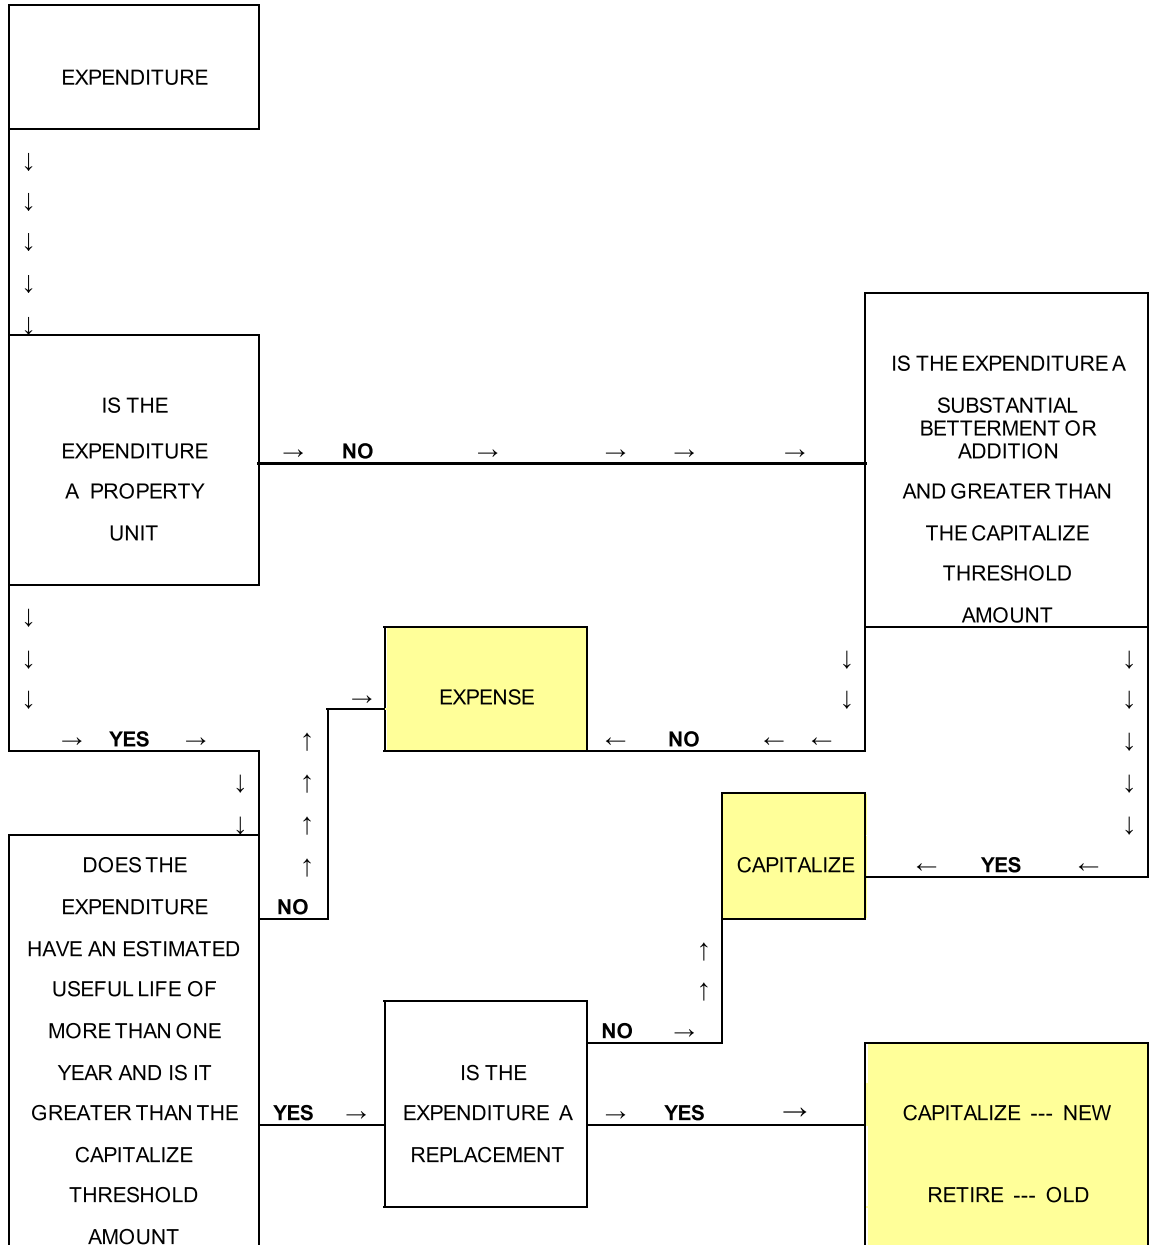 EXPENDITURE
↓
↓
↓
↓
↓
IS THE
EXPENDITURE
A PROPERTY
UNIT
→ NO → → → →
IS THE EXPENDITURE A
SUBSTANTIAL
BETTERMENT OR
ADDITION
AND GREATER THAN
THE CAPITALIZE
THRESHOLD
AMOUNT
↓
↓
↓
→ YES →
↓
↓
↑
↑
↑
↑
→
EXPENSE
↓
↓
← NO ← ←
↓
↓
↓
↓
↓
← YES ←
CAPITALIZE
DOES THE
EXPENDITURE
HAVE AN ESTIMATED
USEFUL LIFE OF
MORE THAN ONE
YEAR AND IS IT
GREATER THAN THE
CAPITALIZE
THRESHOLD
AMOUNT
NO
YES →
IS THE
EXPENDITURE A
REPLACEMENT
↑
↑
NO →
→ YES →
CAPITALIZE --- NEW
RETIRE --- OLD